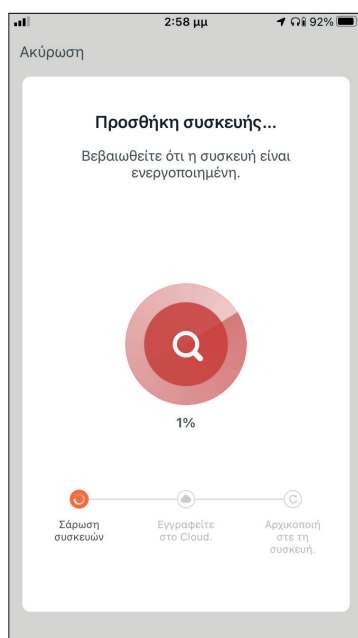 2:58 μμ 92%
Ακύρωση
Προσθήκη συσκευής...
Βεβαιωθείτε ότι η συσκευή είναι
ενεργοποιημένη.
1%
Σάρωση
συσκευών
Εγγραφείτε
στο Cloud.
Αρχικοποιή
στε τη
συσκευή.